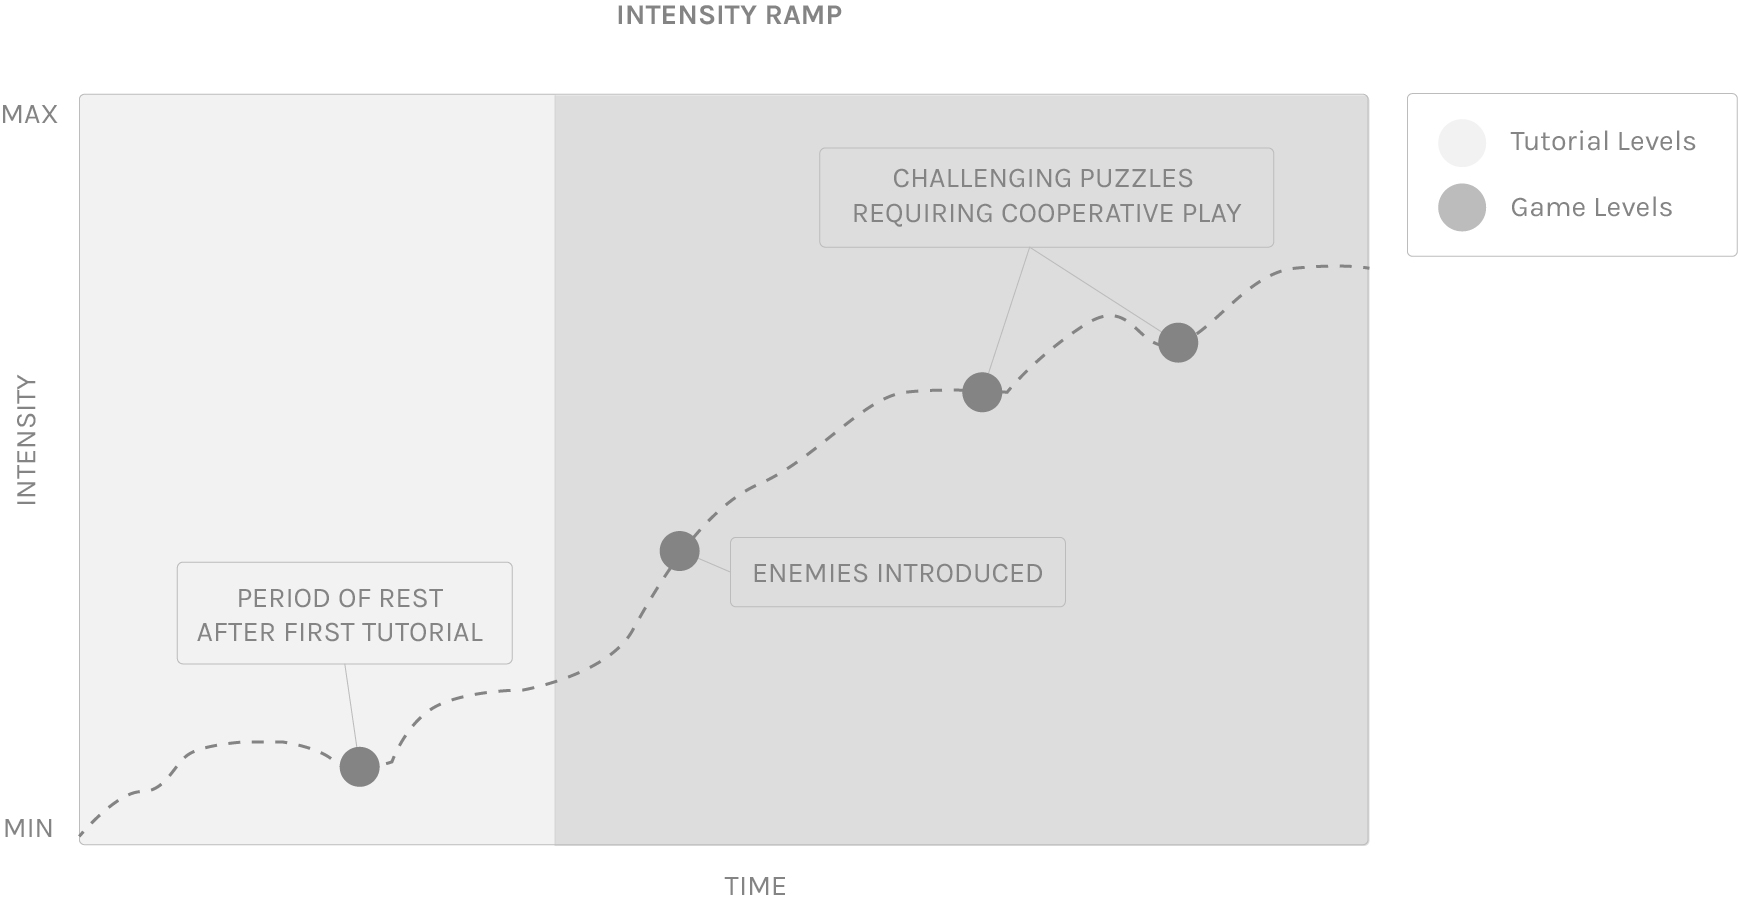 INTENSITY RAMP
MAX
Tutorial Levels
Game Levels
CHALLENGING PUZZLES
REQUIRING COOPERATIVE PLAY
INTENSITY
ENEMIES INTRODUCED
PERIOD OF REST
AFTER FIRST TUTORIAL
MIN
TIME